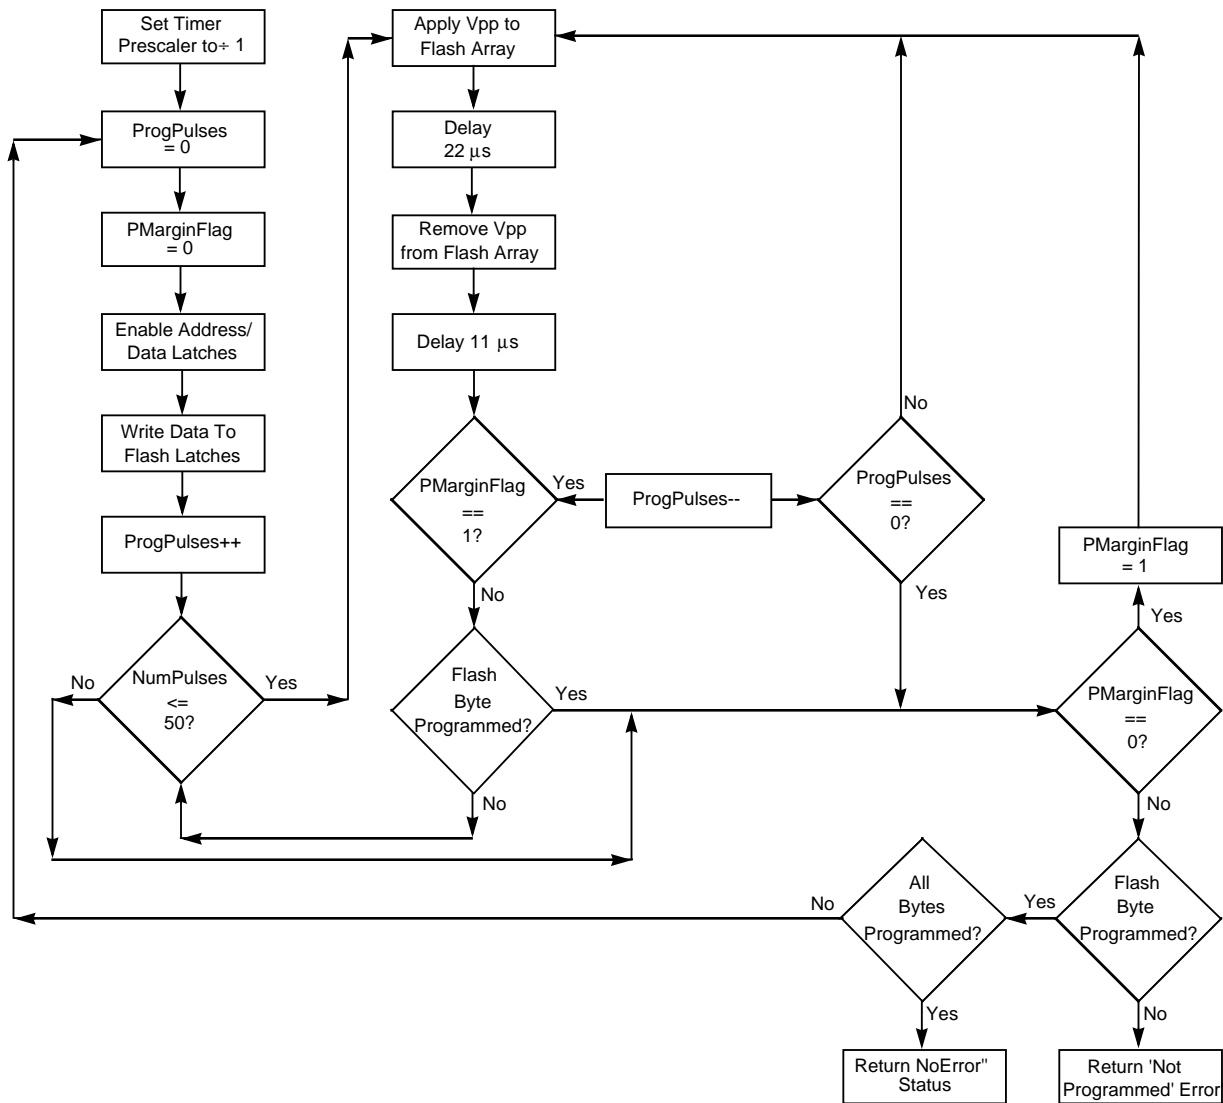 Set Timer
Prescaler to÷ 1
ProgPulses
= 0
PMarginFlag
= 0
Enable Address/
Data Latches
Write Data To
Flash Latches
ProgPulses++
NumPulses
<=
50?
No
Yes
Apply Vpp to
Flash Array
Delay
22 μs
Remove Vpp
from Flash Array
Delay 11 μs
PMarginFlag
==
1?
Yes
No
Flash
Byte
Programmed?
Yes
No
ProgPulses--
ProgPulses
==
0?
No
Yes
PMarginFlag
= 1
Yes
PMarginFlag
==
0?
No
Flash
Byte
Programmed?
Yes
No
All
Bytes
Programmed?
No
Yes
Return NoError"
Status
Return 'Not
Programmed' Error